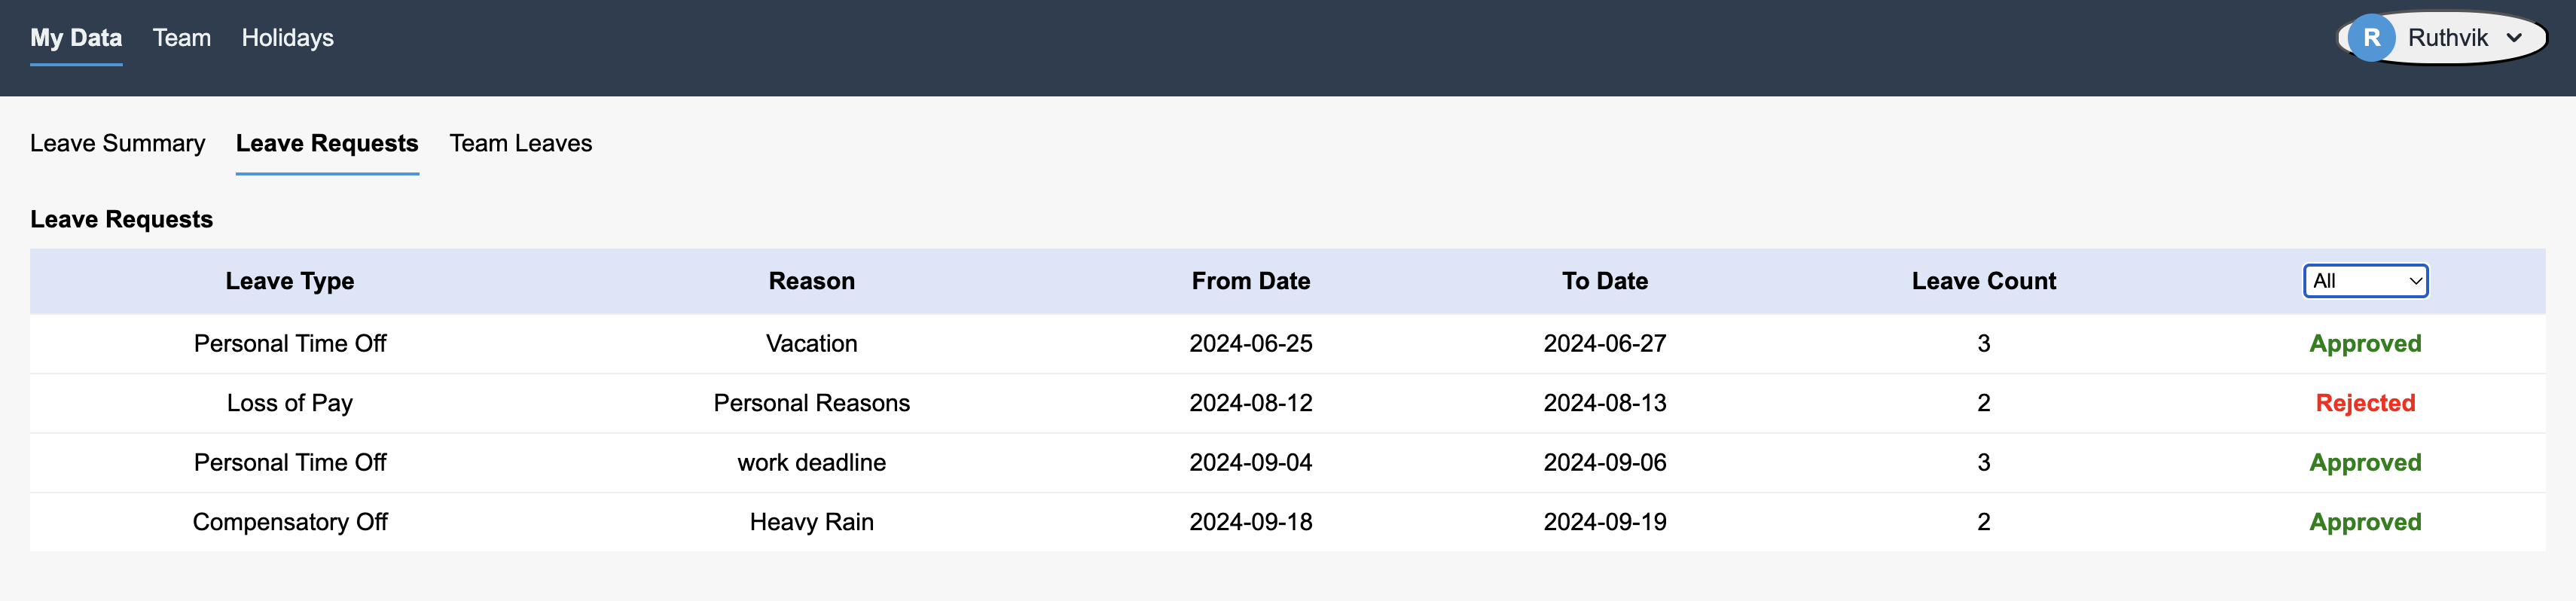 My Data Team Holidays R Ruthvik
Leave Summary Leave Requests Team Leaves
Leave Requests
Leave Type Reason From Date To Date Leave Count All
Personal Time Off Vacation 2024-06-25 2024-06-27 3 Approved
Loss of Pay Personal Reasons 2024-08-12 2024-08-13 2 Rejected
Personal Time Off work deadline 2024-09-04 2024-09-06 3 Approved
Compensatory Off Heavy Rain 2024-09-18 2024-09-19 2 Approved